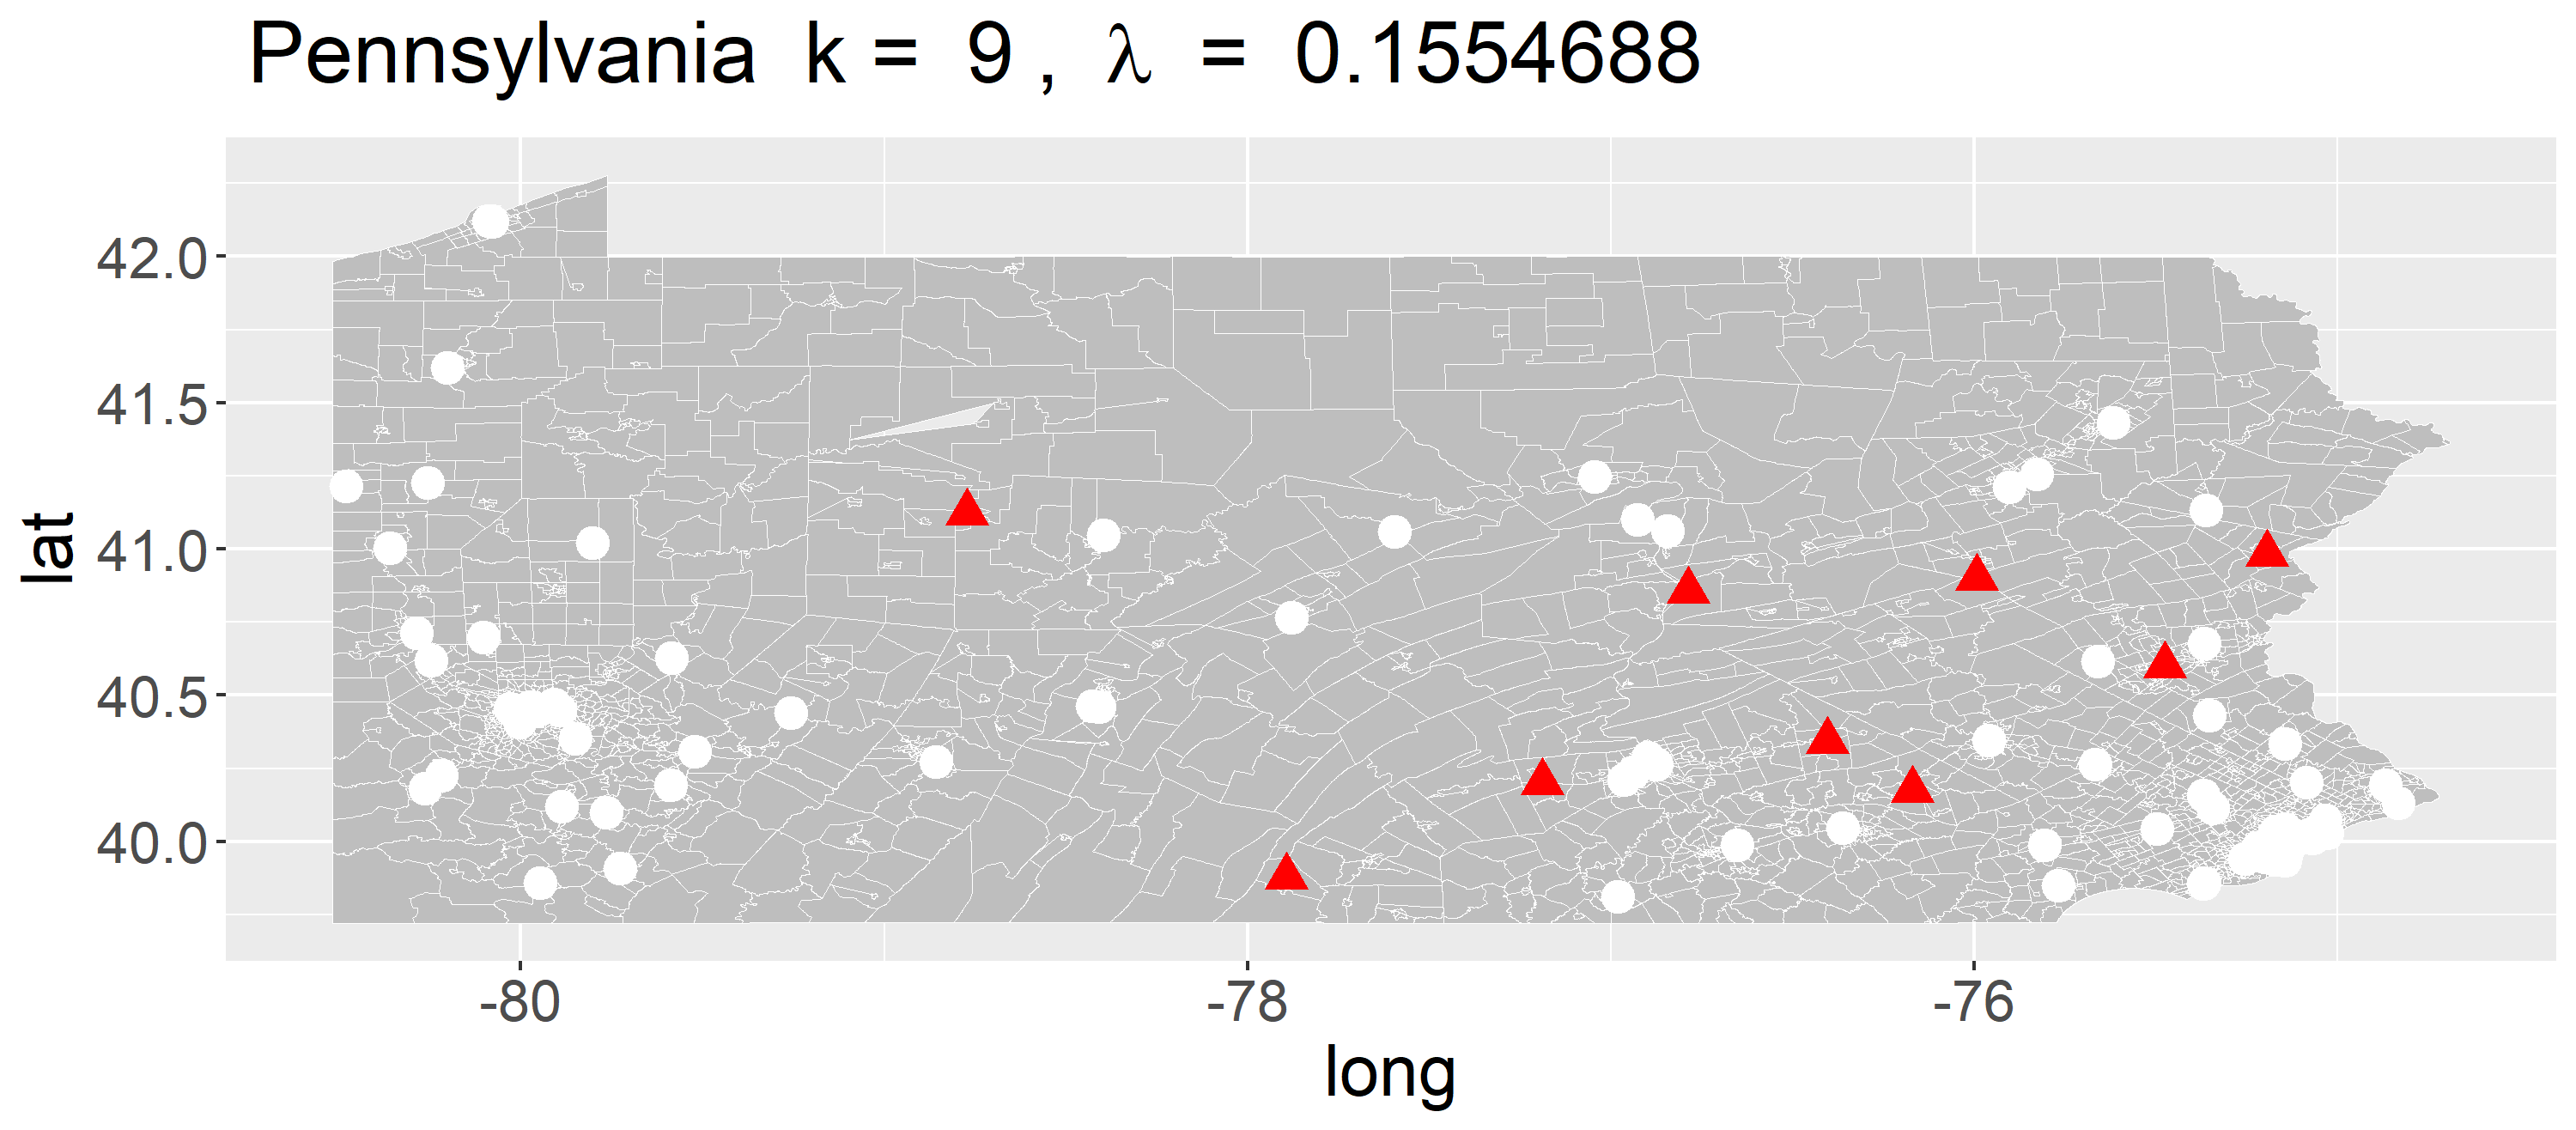 Pennsylvania k = 9 , λ = 0.1554688
lat
42.0
41.5
41.0
40.5
40.0
-80 -78 -76
long